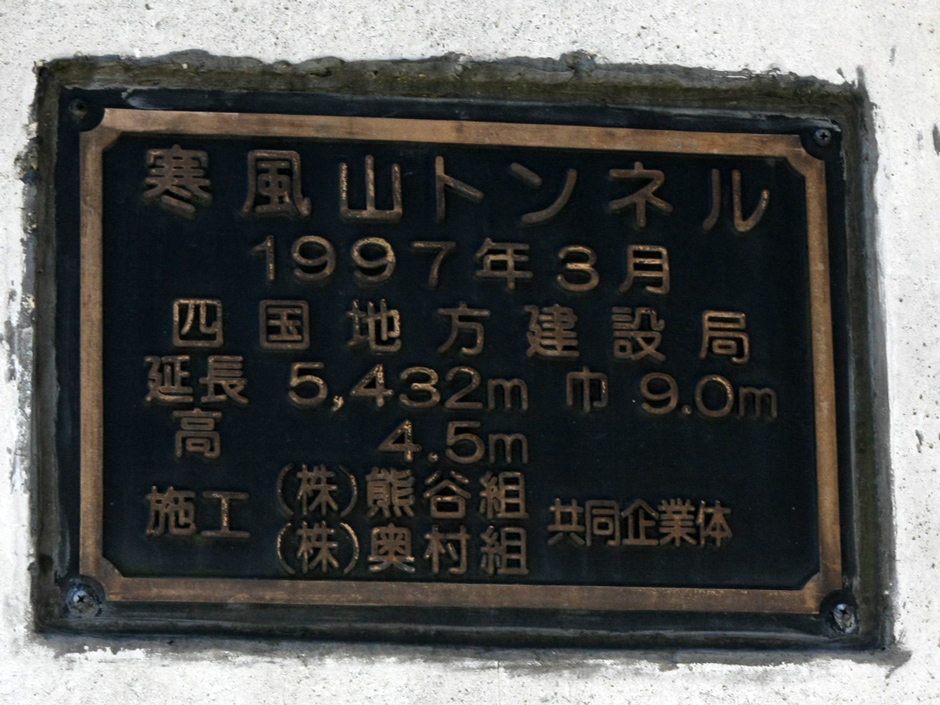 寒風山トンネル
1997年3月
四国地方建設局
延長 5,432m 巾 9.0m
高 4.5m
施工 (株)熊谷組
(株)奥村組 共同企業体